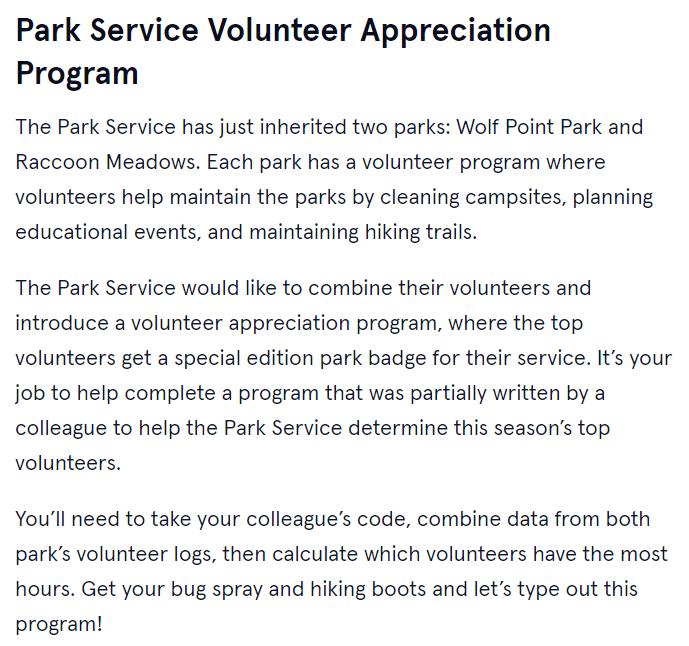 Park Service Volunteer Appreciation
Program
The Park Service has just inherited two parks: Wolf Point Park and
Raccoon Meadows. Each park has a volunteer program where
volunteers help maintain the parks by cleaning campsites, planning
educational events, and maintaining hiking trails.
The Park Service would like to combine their volunteers and
introduce a volunteer appreciation program, where the top
volunteers get a special edition park badge for their service. It’s your
job to help complete a program that was partially written by a
colleague to help the Park Service determine this season’s top
volunteers.
You’ll need to take your colleague’s code, combine data from both
park’s volunteer logs, then calculate which volunteers have the most
hours. Get your bug spray and hiking boots and let’s type out this
program!